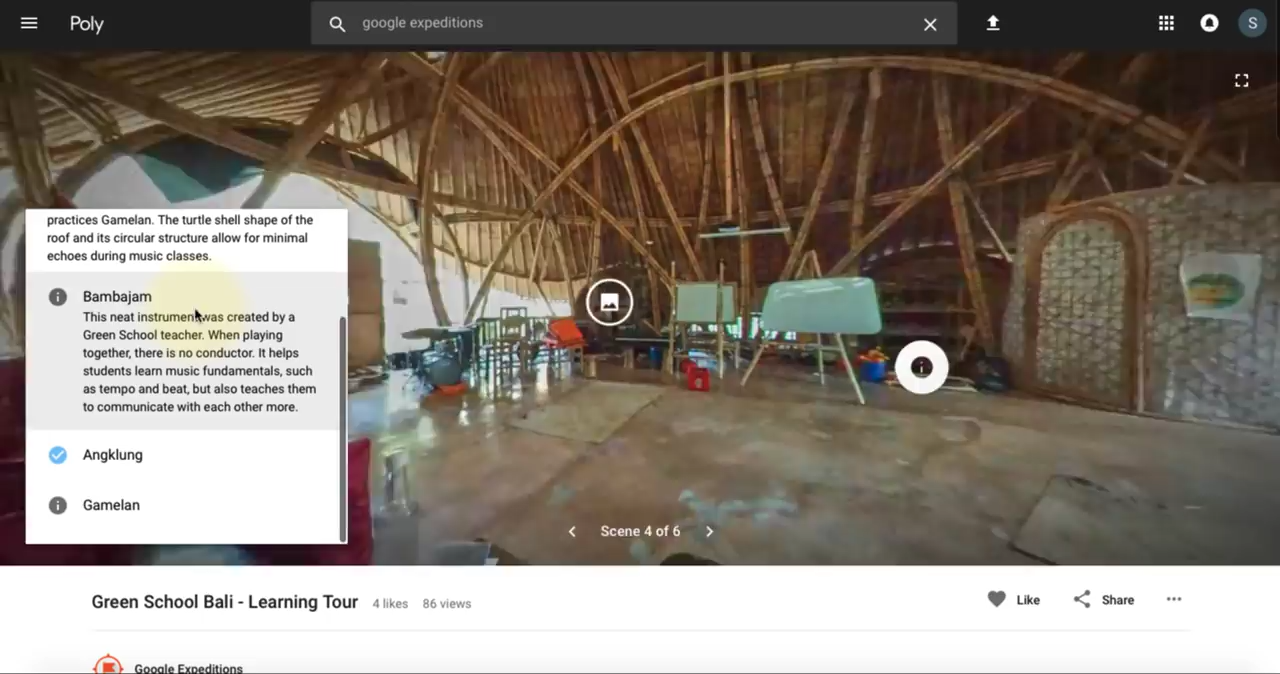 Poly
google expeditions
S
practices Gamelan. The turtle shell shape of the
roof and its circular structure allow for minimal
echoes during music classes.
Bambajam
This neat instrument was created by a
Green School teacher. When playing
together, there is no conductor. It helps
students learn music fundamentals, such
as tempo and beat, but also teaches them
to communicate with each other more.
Angklung
Gamelan
Scene 4 of 6
Green School Bali - Learning Tour 4 likes 86 views
Like
Share
Google Expeditions